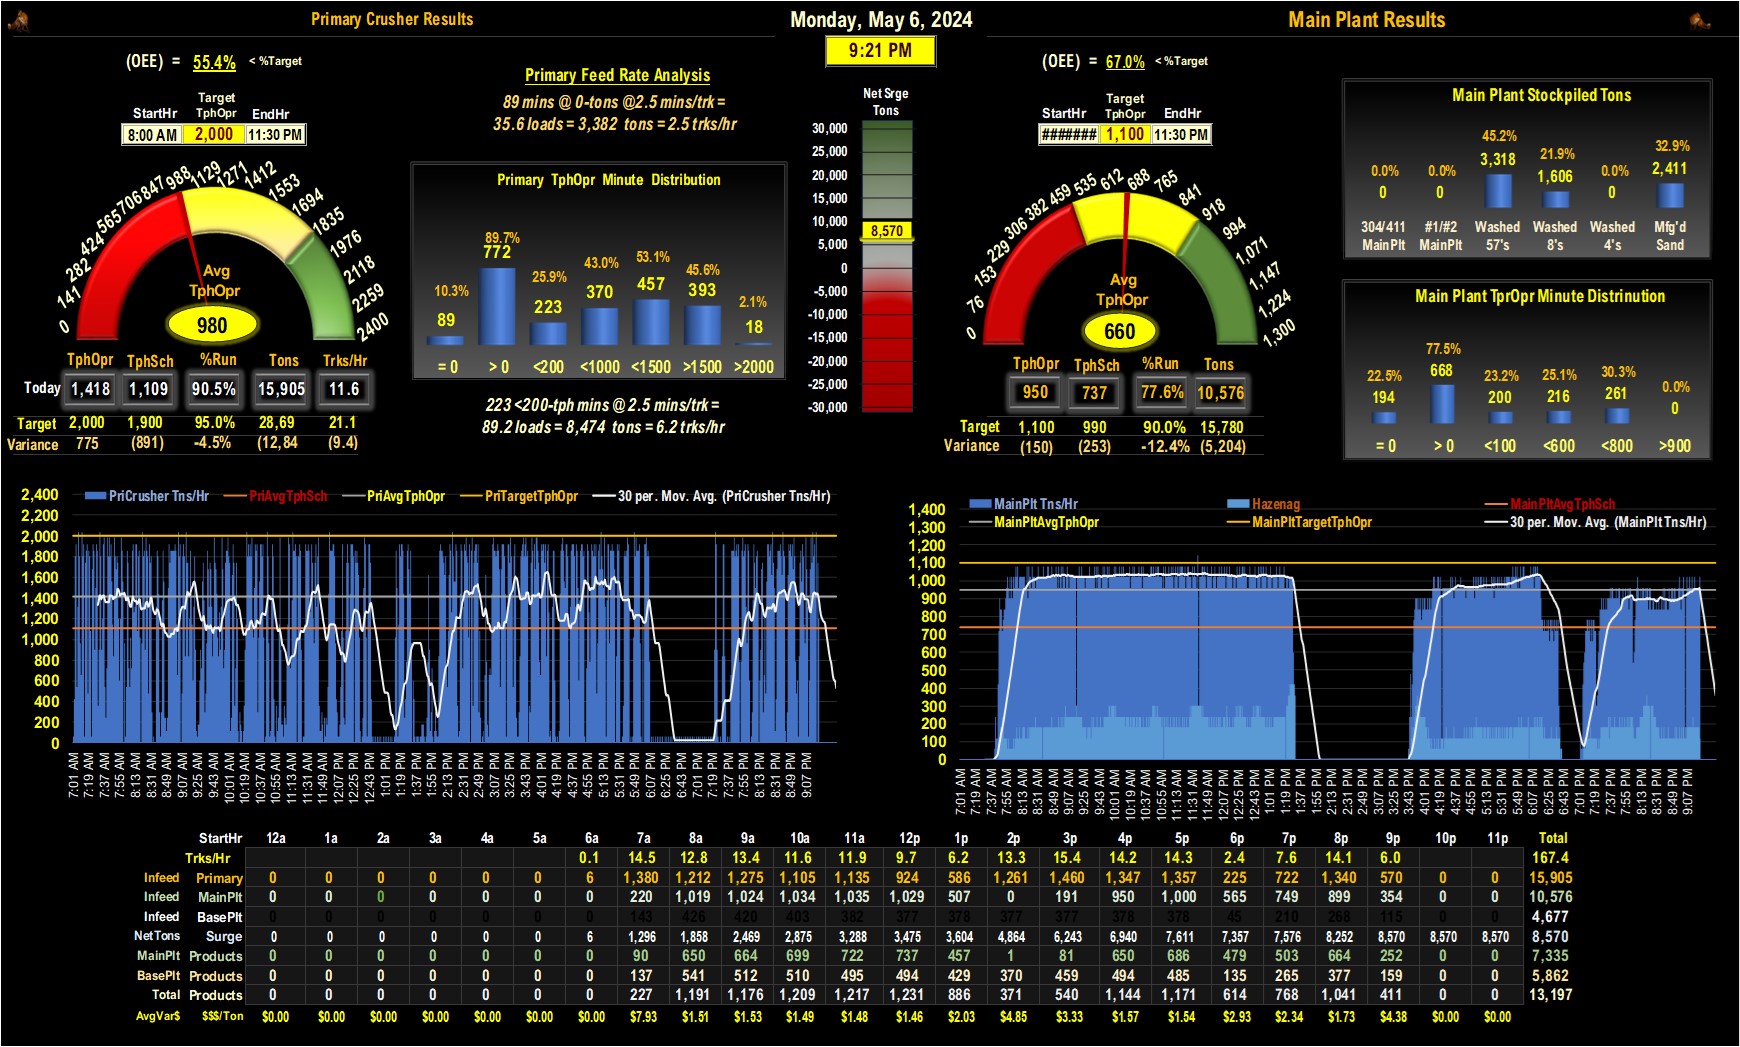 Primary Crusher Results
Monday, May 6, 2024
Main Plant Results
9:21 PM
(OEE) = 55.4% < %Target
StartHr Target TphOpr EndHr
8:00 AM 2,000 11:30 PM
0 141 282 424 565 706 847 988 1129 1271 1412 1553 1694 1835 1976 2118 2259 2400
Avg
TphOpr
980
TphOpr TphSch %Run Tons Trks/Hr
Today 1,418 1,109 90.5% 15,905 11.6
Target 2,000 1,900 95.0% 28,69 21.1
Variance 775 (891) -4.5% (12,84 (9.4)
Primary Feed Rate Analysis
89 mins @ 0-tons @2.5 mins/trk =
35.6 loads = 3,382 tons = 2.5 trks/hr
Primary TphOpr Minute Distribution
10.3% 89.7% 25.9% 43.0% 53.1% 45.6% 2.1%
89 772 223 370 457 393 18
= 0 > 0 <200 <1000 <1500 >1500 >2000
223 <200-tph mins @ 2.5 mins/trk =
89.2 loads = 8,474 tons = 6.2 trks/hr
Net Srge
Tons
30,000
25,000
20,000
15,000
10,000
8,570
5,000
0
-5,000
-10,000
-15,000
-20,000
-25,000
-30,000
(OEE) = 67.0% < %Target
StartHr Target TphOpr EndHr
####### 1,100 11:30 PM
0 76 153 229 306 382 459 535 612 688 765 841 918 994 1,071 1,147 1,224 1,300
Avg
TphOpr
660
TphOpr TphSch %Run Tons
950 737 77.6% 10,576
Target 1,100 990 90.0% 15,780
Variance (150) (253) -12.4% (5,204)
Main Plant Stockpiled Tons
0.0% 0.0% 45.2% 21.9% 0.0% 32.9%
0 0 3,318 1,606 0 2,411
304/411 #1/#2 Washed Washed Washed Mfg'd
MainPlt MainPlt 57's 8's 4's Sand
Main Plant TprOpr Minute Distrinution
22.5% 77.5% 23.2% 25.1% 30.3% 0.0%
194 668 200 216 261 0
= 0 > 0 <100 <600 <800 >900
PriCrusher Tns/Hr PriAvgTphSch PriAvgTphOpr PriTargetTphOpr 30 per. Mov. Avg. (PriCrusher Tns/Hr)
2,400
2,200
2,000
1,800
1,600
1,400
1,200
1,000
800
600
400
200
0
7:01 AM 7:19 AM 7:37 AM 7:55 AM 8:13 AM 8:31 AM 8:49 AM 9:07 AM 9:25 AM 9:43 AM 10:01 AM 10:19 AM 10:37 AM 10:55 AM 11:13 AM 11:31 AM 11:49 AM 12:07 PM 12:25 PM 12:43 PM 1:01 PM 1:19 PM 1:37 PM 1:55 PM 2:13 PM 2:31 PM 2:49 PM 3:07 PM 3:25 PM 3:43 PM 4:01 PM 4:19 PM 4:37 PM 4:55 PM 5:13 PM 5:31 PM 5:49 PM 6:07 PM 6:25 PM 6:43 PM 7:01 PM 7:19 PM 7:37 PM 7:55 PM 8:13 PM 8:31 PM 8:49 PM 9:07 PM
MainPlt Tns/Hr Hazenag MainPltAvgTphSch
MainPltAvgTphOpr MainPltTargetTphOpr 30 per. Mov. Avg. (MainPlt Tns/Hr)
1,400
1,300
1,200
1,100
1,000
900
800
700
600
500
400
300
200
100
0
7:01 AM 7:19 AM 7:37 AM 7:55 AM 8:13 AM 8:31 AM 8:49 AM 9:07 AM 9:25 AM 9:43 AM 10:01 AM 10:19 AM 10:37 AM 10:55 AM 11:13 AM 11:31 AM 11:49 AM 12:07 PM 12:25 PM 12:43 PM 1:01 PM 1:19 PM 1:37 PM 1:55 PM 2:13 PM 2:31 PM 2:49 PM 3:07 PM 3:25 PM 3:43 PM 4:01 PM 4:19 PM 4:37 PM 4:55 PM 5:13 PM 5:31 PM 5:49 PM 6:07 PM 6:25 PM 6:43 PM 7:01 PM 7:19 PM 7:37 PM 7:55 PM 8:13 PM 8:31 PM 8:49 PM 9:07 PM
StartHr 12a 1a 2a 3a 4a 5a 6a 7a 8a 9a 10a 11a 12p 1p 2p 3p 4p 5p 6p 7p 8p 9p 10p 11p Total
Trks/Hr 0.1 14.5 12.8 13.4 11.6 11.9 9.7 6.2 13.3 15.4 14.2 14.3 2.4 7.6 14.1 6.0 167.4
Infeed Primary 0 0 0 0 0 0 6 1,380 1,212 1,275 1,105 1,135 924 586 1,261 1,460 1,347 1,357 225 722 1,340 570 0 0 15,905
Infeed MainPlt 0 0 0 0 0 0 0 220 1,019 1,024 1,034 1,035 1,029 507 0 191 950 1,000 565 749 899 354 0 0 10,576
Infeed BasePlt 143 426 420 403 382 377 378 377 377 378 378 45 210 268 115 0 0 4,677
NetTons Surge 0 0 0 0 0 0 6 1,296 1,858 2,469 2,875 3,288 3,475 3,604 4,864 6,243 6,940 7,611 7,357 7,576 8,252 8,570 8,570 8,570 8,570
MainPlt Products 0 0 0 0 0 0 0 90 650 664 699 722 737 457 1 81 650 686 479 503 664 252 0 0 7,335
BasePlt Products 0 0 0 0 0 0 0 137 541 512 510 495 494 429 370 459 494 485 135 265 377 159 0 0 5,862
Total Products 0 0 0 0 0 0 0 227 1,191 1,176 1,209 1,217 1,231 886 371 540 1,144 1,171 614 768 1,041 411 0 0 13,197
AvgVar$ $$$/Ton $0.00 $0.00 $0.00 $0.00 $0.00 $0.00 $0.00 $7.93 $1.51 $1.53 $1.49 $1.48 $1.46 $2.03 $4.85 $3.33 $1.57 $1.54 $2.93 $2.34 $1.73 $4.38 $0.00 $0.00